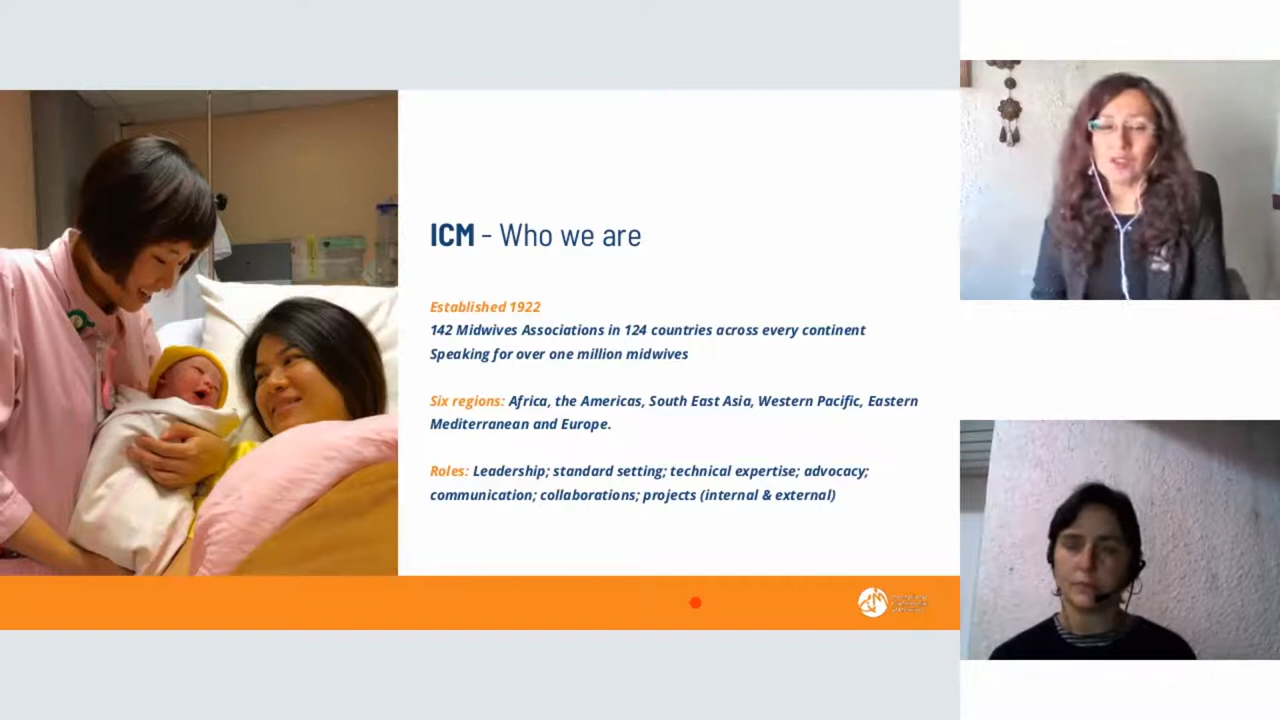 ICM - Who we are
Established 1922
142 Midwives Associations in 124 countries across every continent
Speaking for over one million midwives
Six regions: Africa, the Americas, South East Asia, Western Pacific, Eastern
Mediterranean and Europe.
Roles: Leadership; standard setting; technical expertise; advocacy;
communication; collaborations; projects (internal & external)